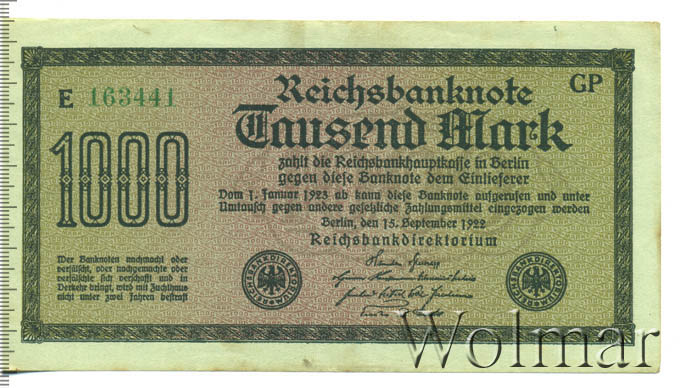 E 163441
GP
Reichsbanknote
1000
Tausend Mark
zahlt die Reichsbankhauptkasse in Berlin
gegen diese Banknote dem Einlieferer
Vom 1. Januar 1923 ab kann diese Banknote aufgerufen und unter
Umtausch gegen andere gesetzliche Zahlungsmittel eingezogen werden
Berlin, den 15. September 1922
Reichsbankdirektorium
Wer Banknoten nachmacht oder
verfälscht, oder nachgemachte oder
verfälschte sich verschafft und in
Verkehr bringt, wird mit Zuchthaus
nicht unter zwei Jahren bestraft
REICHSBANKDIREKTORIUM
REICHSBANKDIREKTORIUM
Wolmar